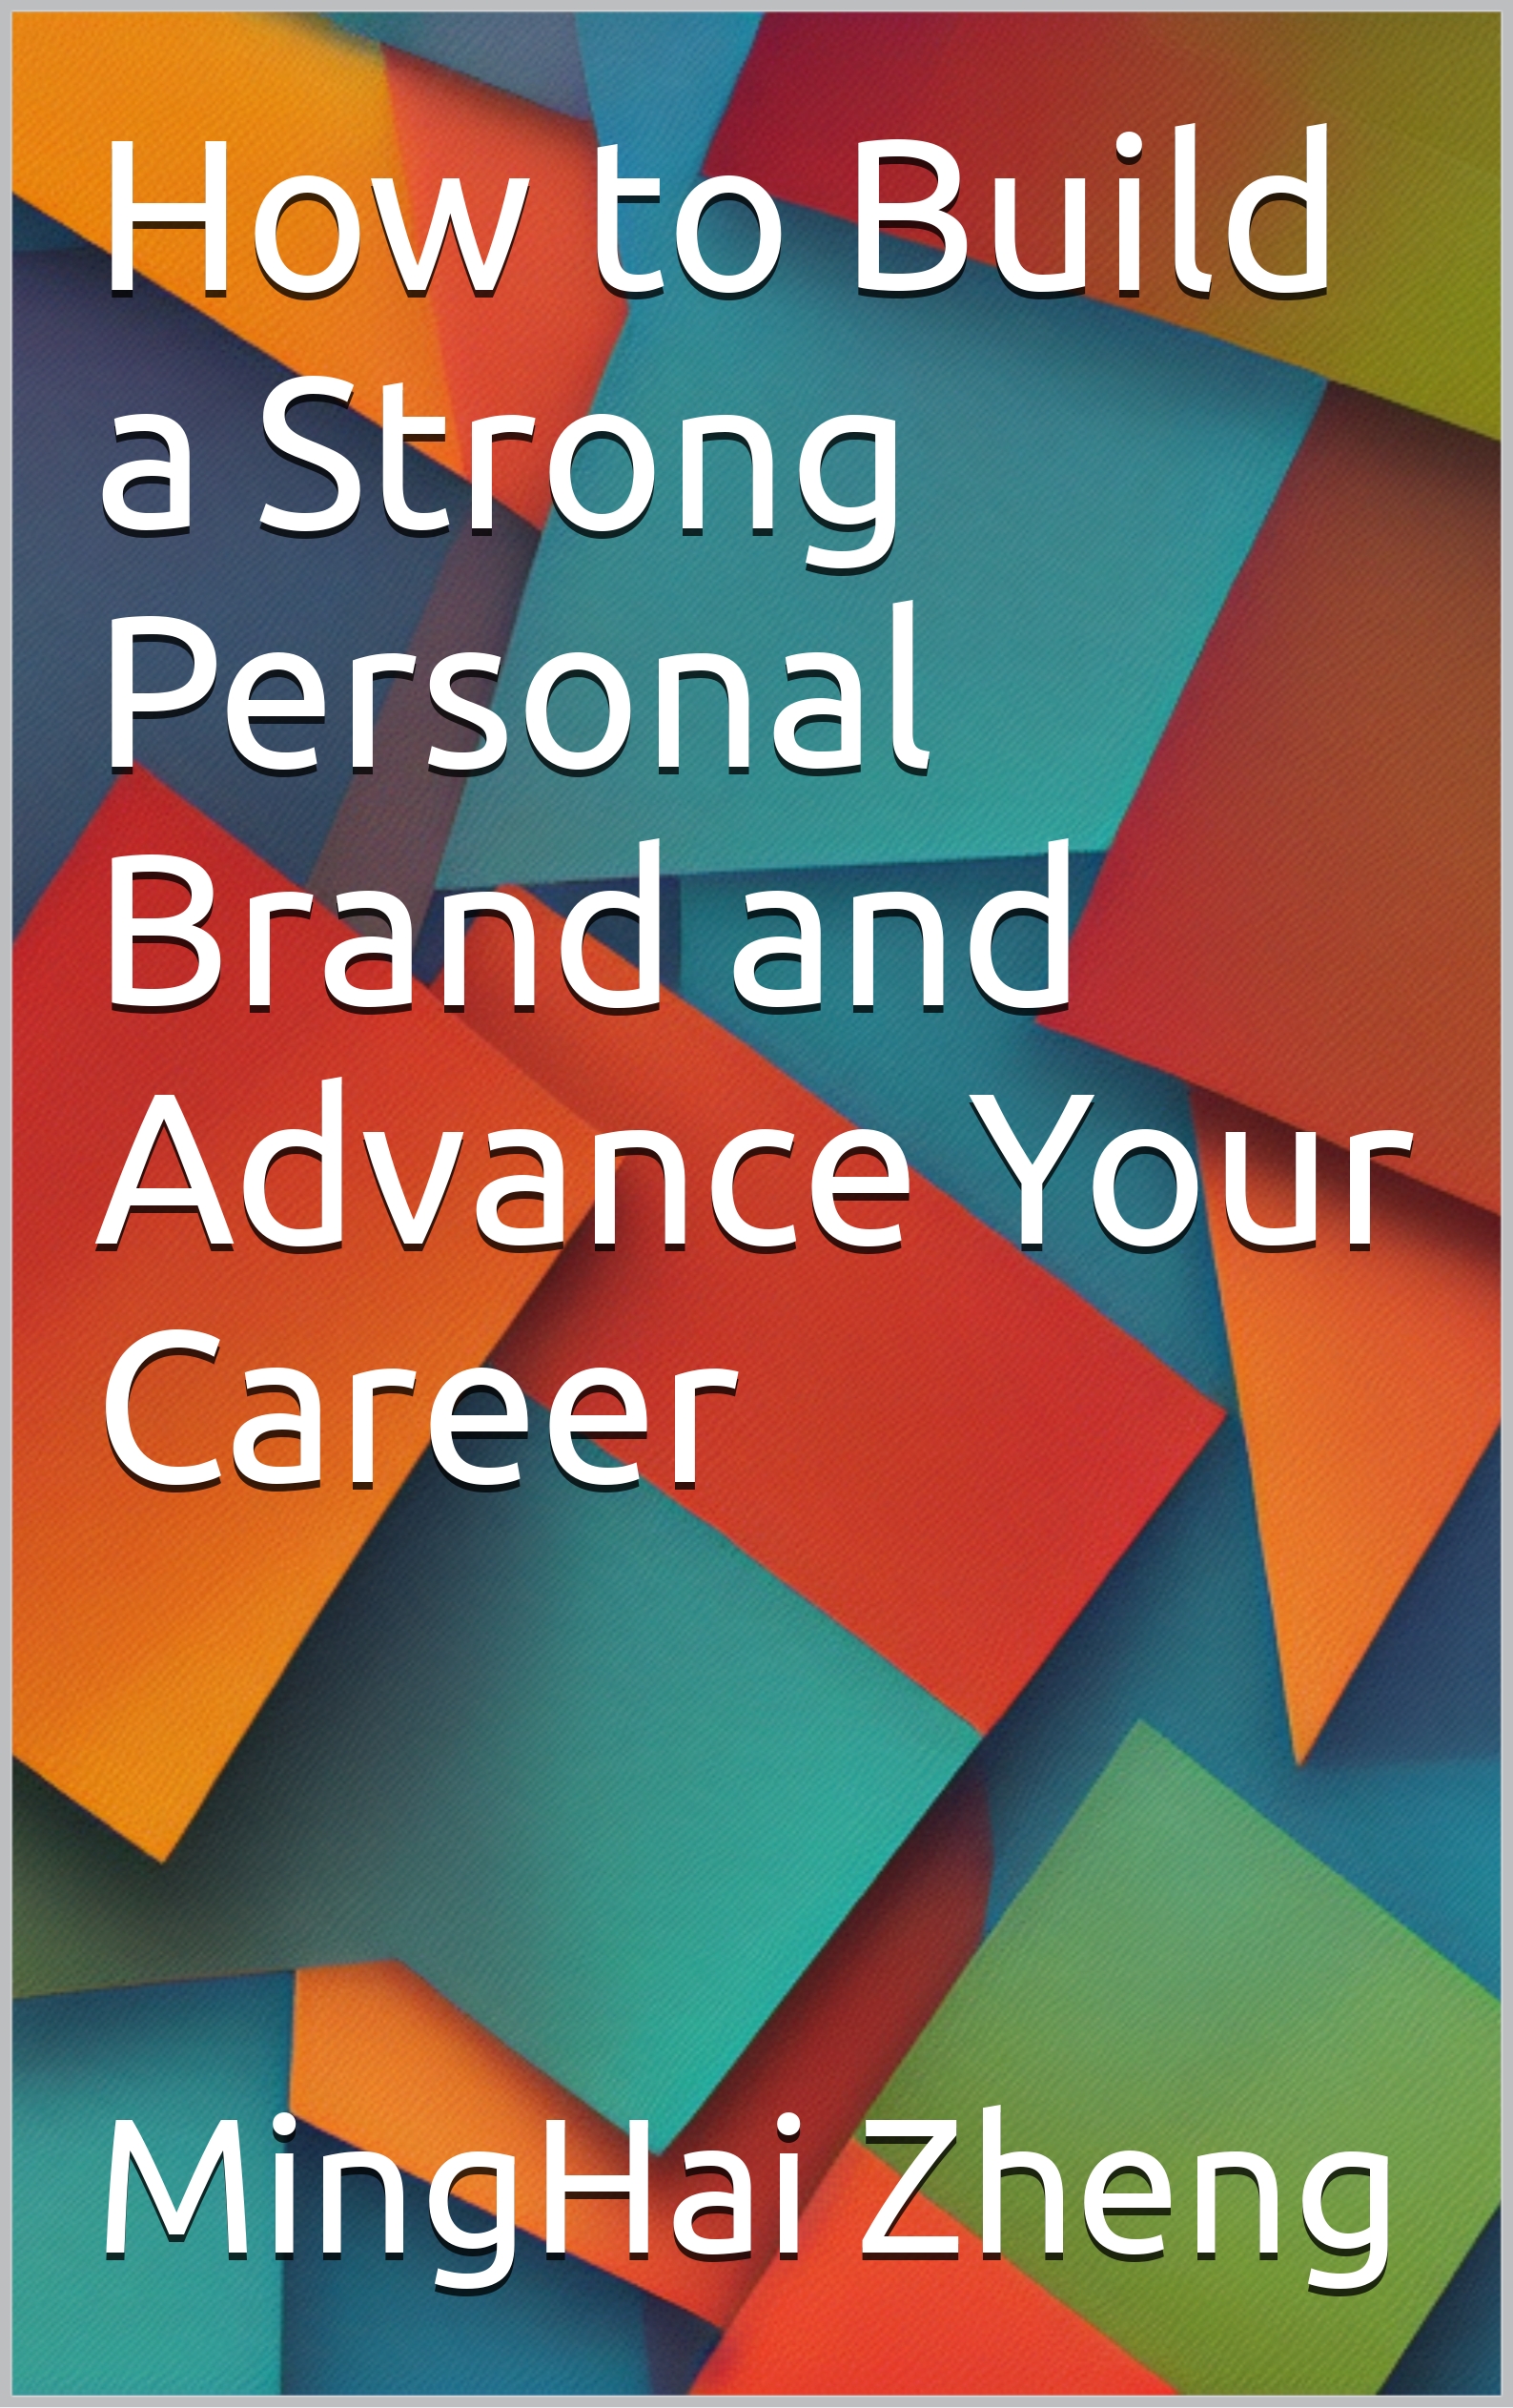 How to Build
a Strong
Personal
Brand and
Advance Your
Career
MingHai Zheng